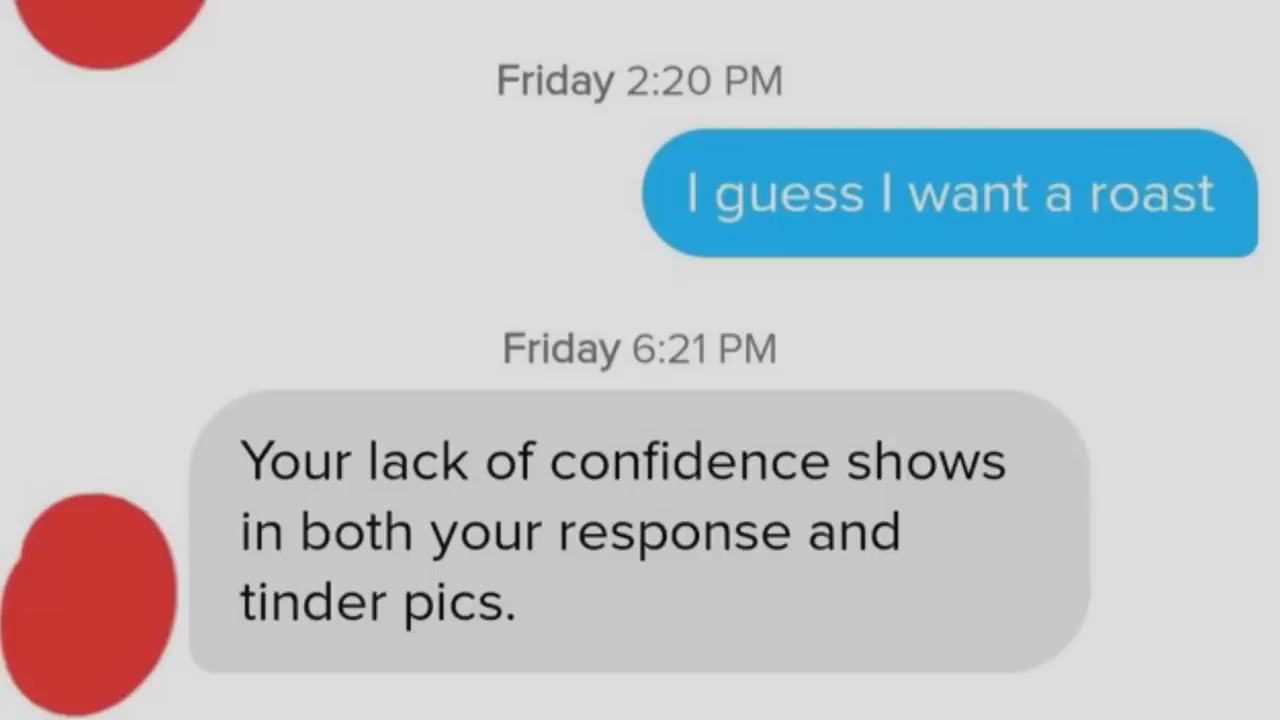 Friday 2:20 PM
I guess I want a roast
Friday 6:21 PM
Your lack of confidence shows
in both your response and
tinder pics.